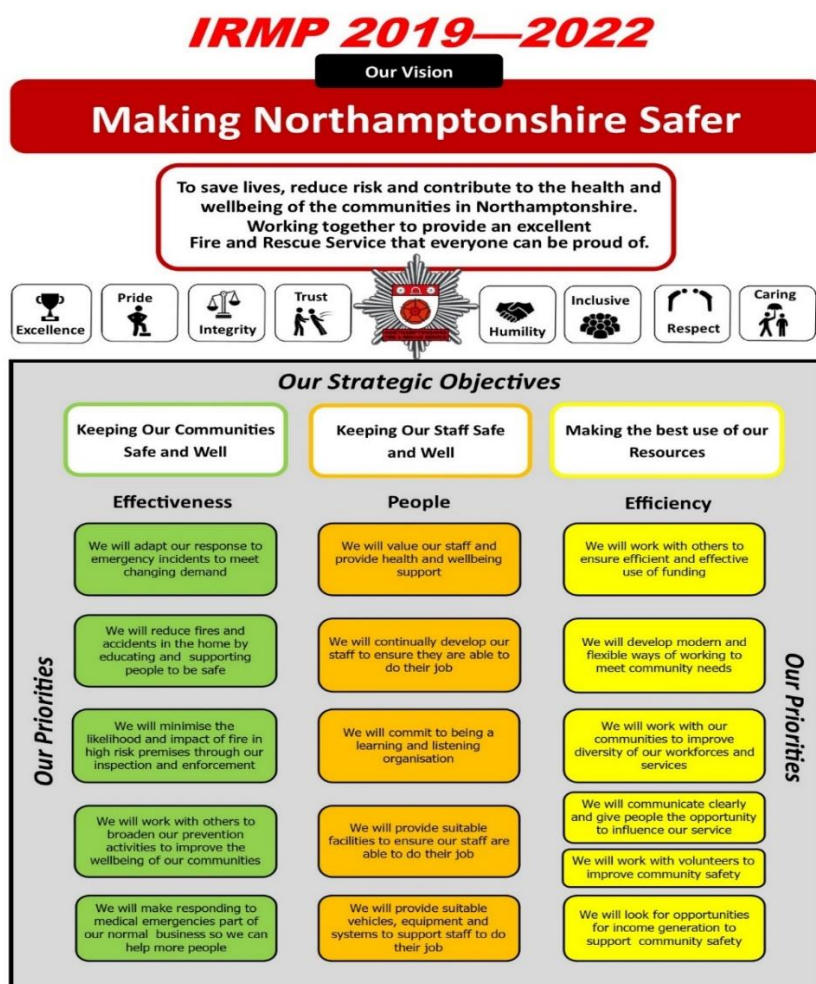 IRMP 2019—2022
Our Vision
Making Northamptonshire Safer
To save lives, reduce risk and contribute to the health and
wellbeing of the communities in Northamptonshire.
Working together to provide an excellent
Fire and Rescue Service that everyone can be proud of.
Excellence
Pride
Integrity
Trust
Humility
Inclusive
Respect
Caring
Our Strategic Objectives
Keeping Our Communities
Safe and Well
Keeping Our Staff Safe
and Well
Making the best use of our
Resources
Effectiveness
People
Efficiency
Our Priorities
We will adapt our response to
emergency incidents to meet
changing demand
We will reduce fires and
accidents in the home by
educating and supporting
people to be safe
We will minimise the
likelihood and impact of fire in
high risk premises through our
inspection and enforcement
We will work with others to
broaden our prevention
activities to improve the
wellbeing of our communities
We will make responding to
medical emergencies part of
our normal business so we can
help more people
We will value our staff and
provide health and wellbeing
support
We will continually develop our
staff to ensure they are able to
do their job
We will commit to being a
learning and listening
organisation
We will provide suitable
facilities to ensure our staff are
able to do their job
We will provide suitable
vehicles, equipment and
systems to support staff to do
their job
We will work with others to
ensure efficient and effective
use of funding
We will develop modern and
flexible ways of working to
meet community needs
We will work with our
communities to improve
diversity of our workforces and
services
We will communicate clearly
and give people the opportunity
to influence our service
We will work with volunteers to
improve community safety
We will look for opportunities
for income generation to
support community safety
Our Priorities